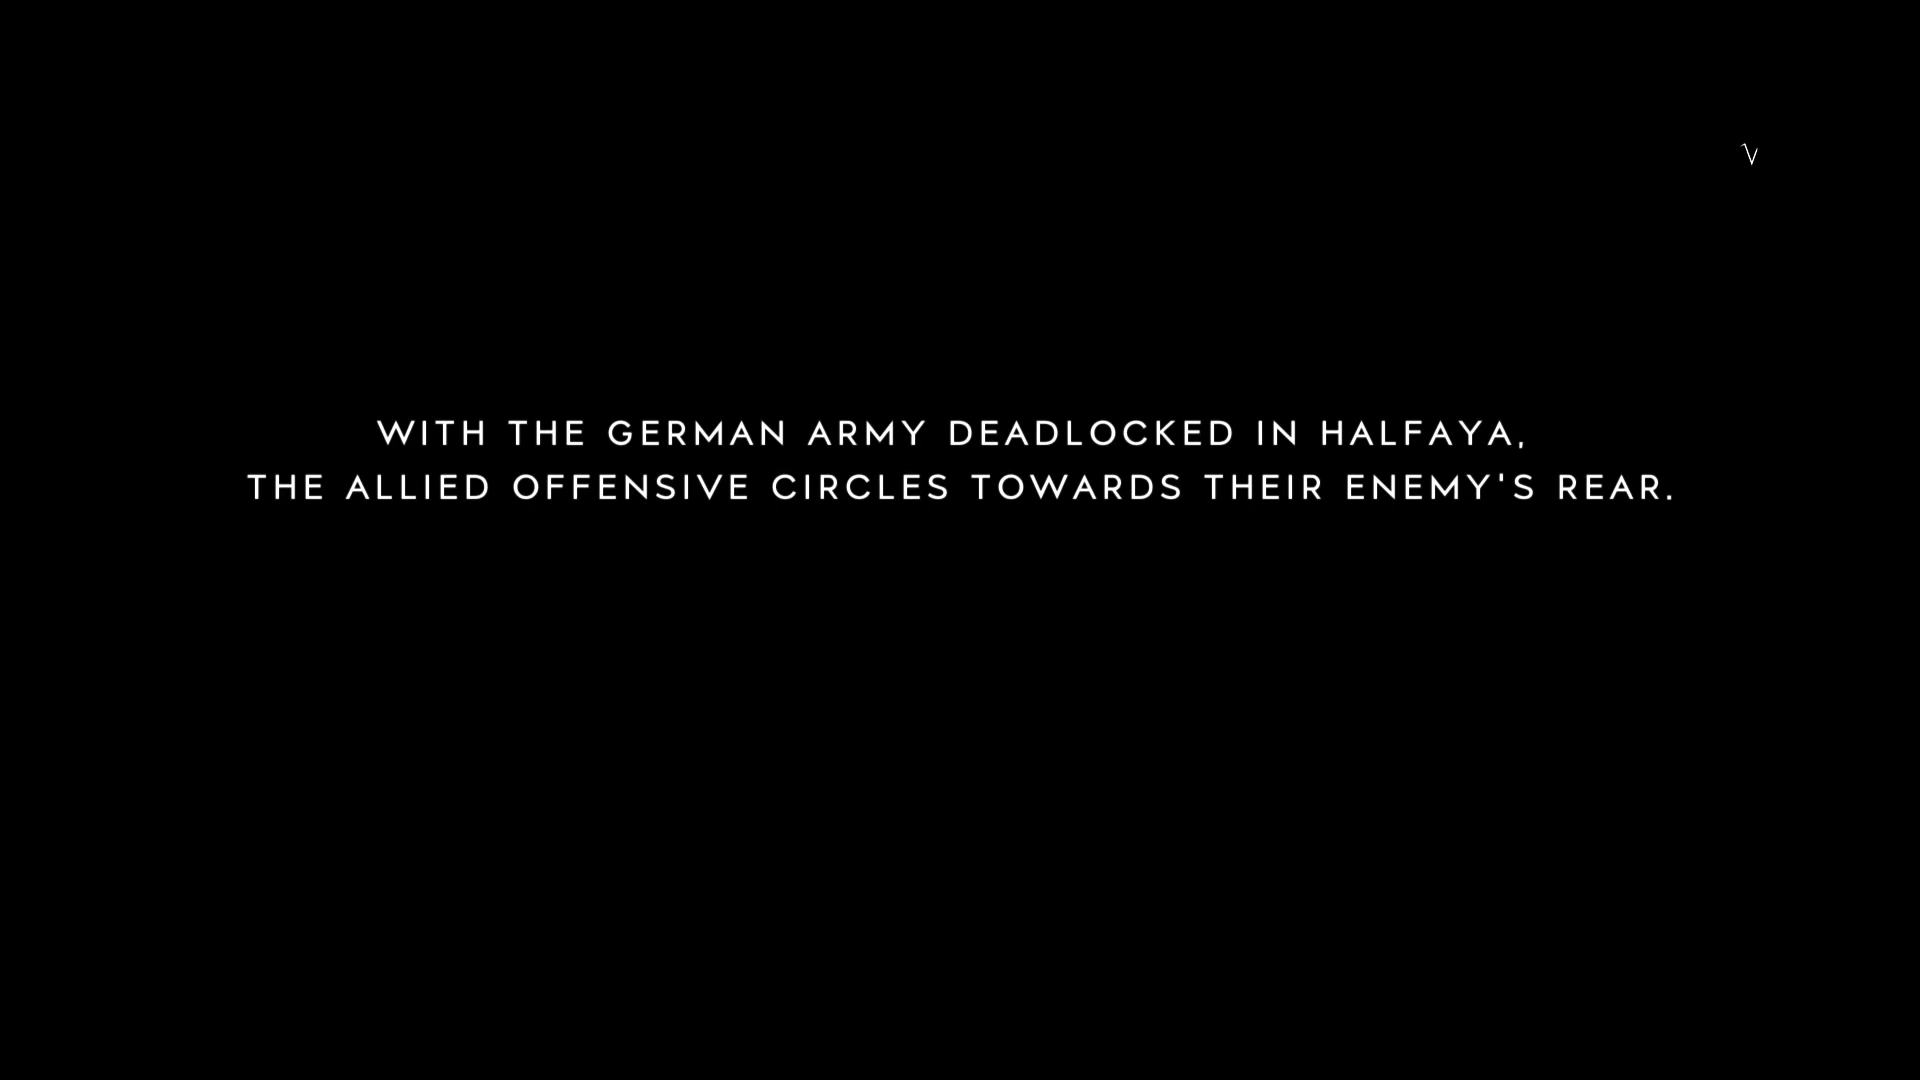 WITH THE GERMAN ARMY DEADLOCKED IN HALFAYA,
THE ALLIED OFFENSIVE CIRCLES TOWARDS THEIR ENEMY'S REAR.